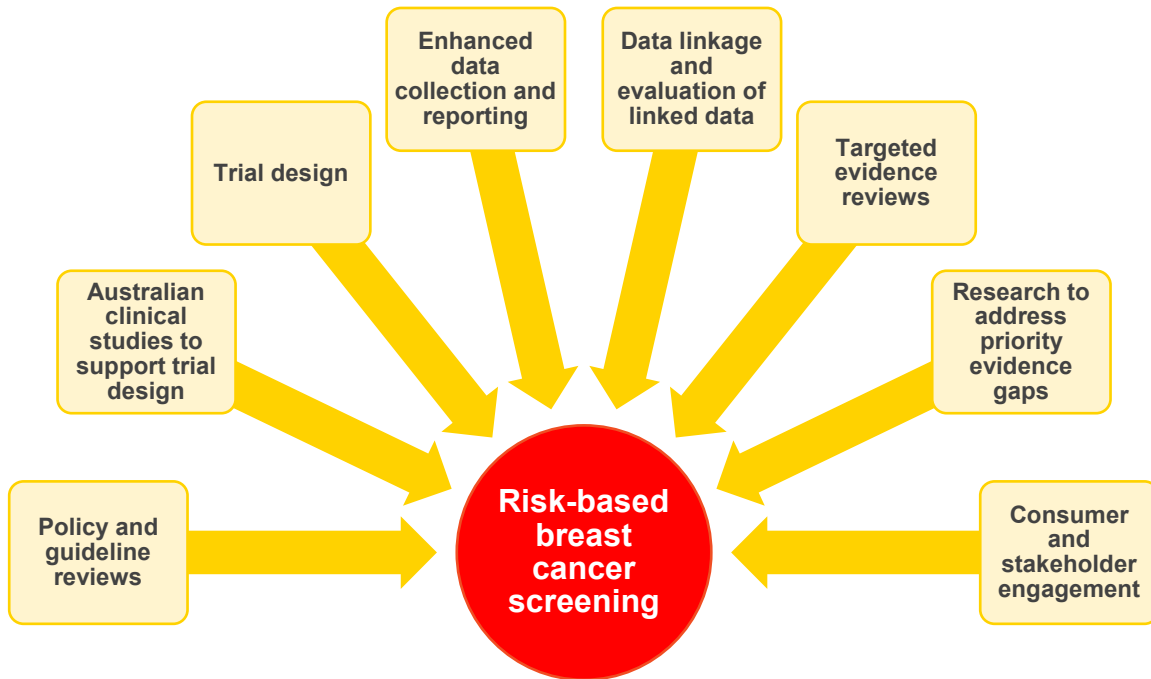 Enhanced
data
collection and
reporting
Data linkage
and
evaluation of
linked data
Trial design
Targeted
evidence
reviews
Australian
clinical
studies to
support trial
design
Research to
address
priority
evidence
gaps
Policy and
guideline
reviews
Risk-based
breast
cancer
screening
Consumer
and
stakeholder
engagement